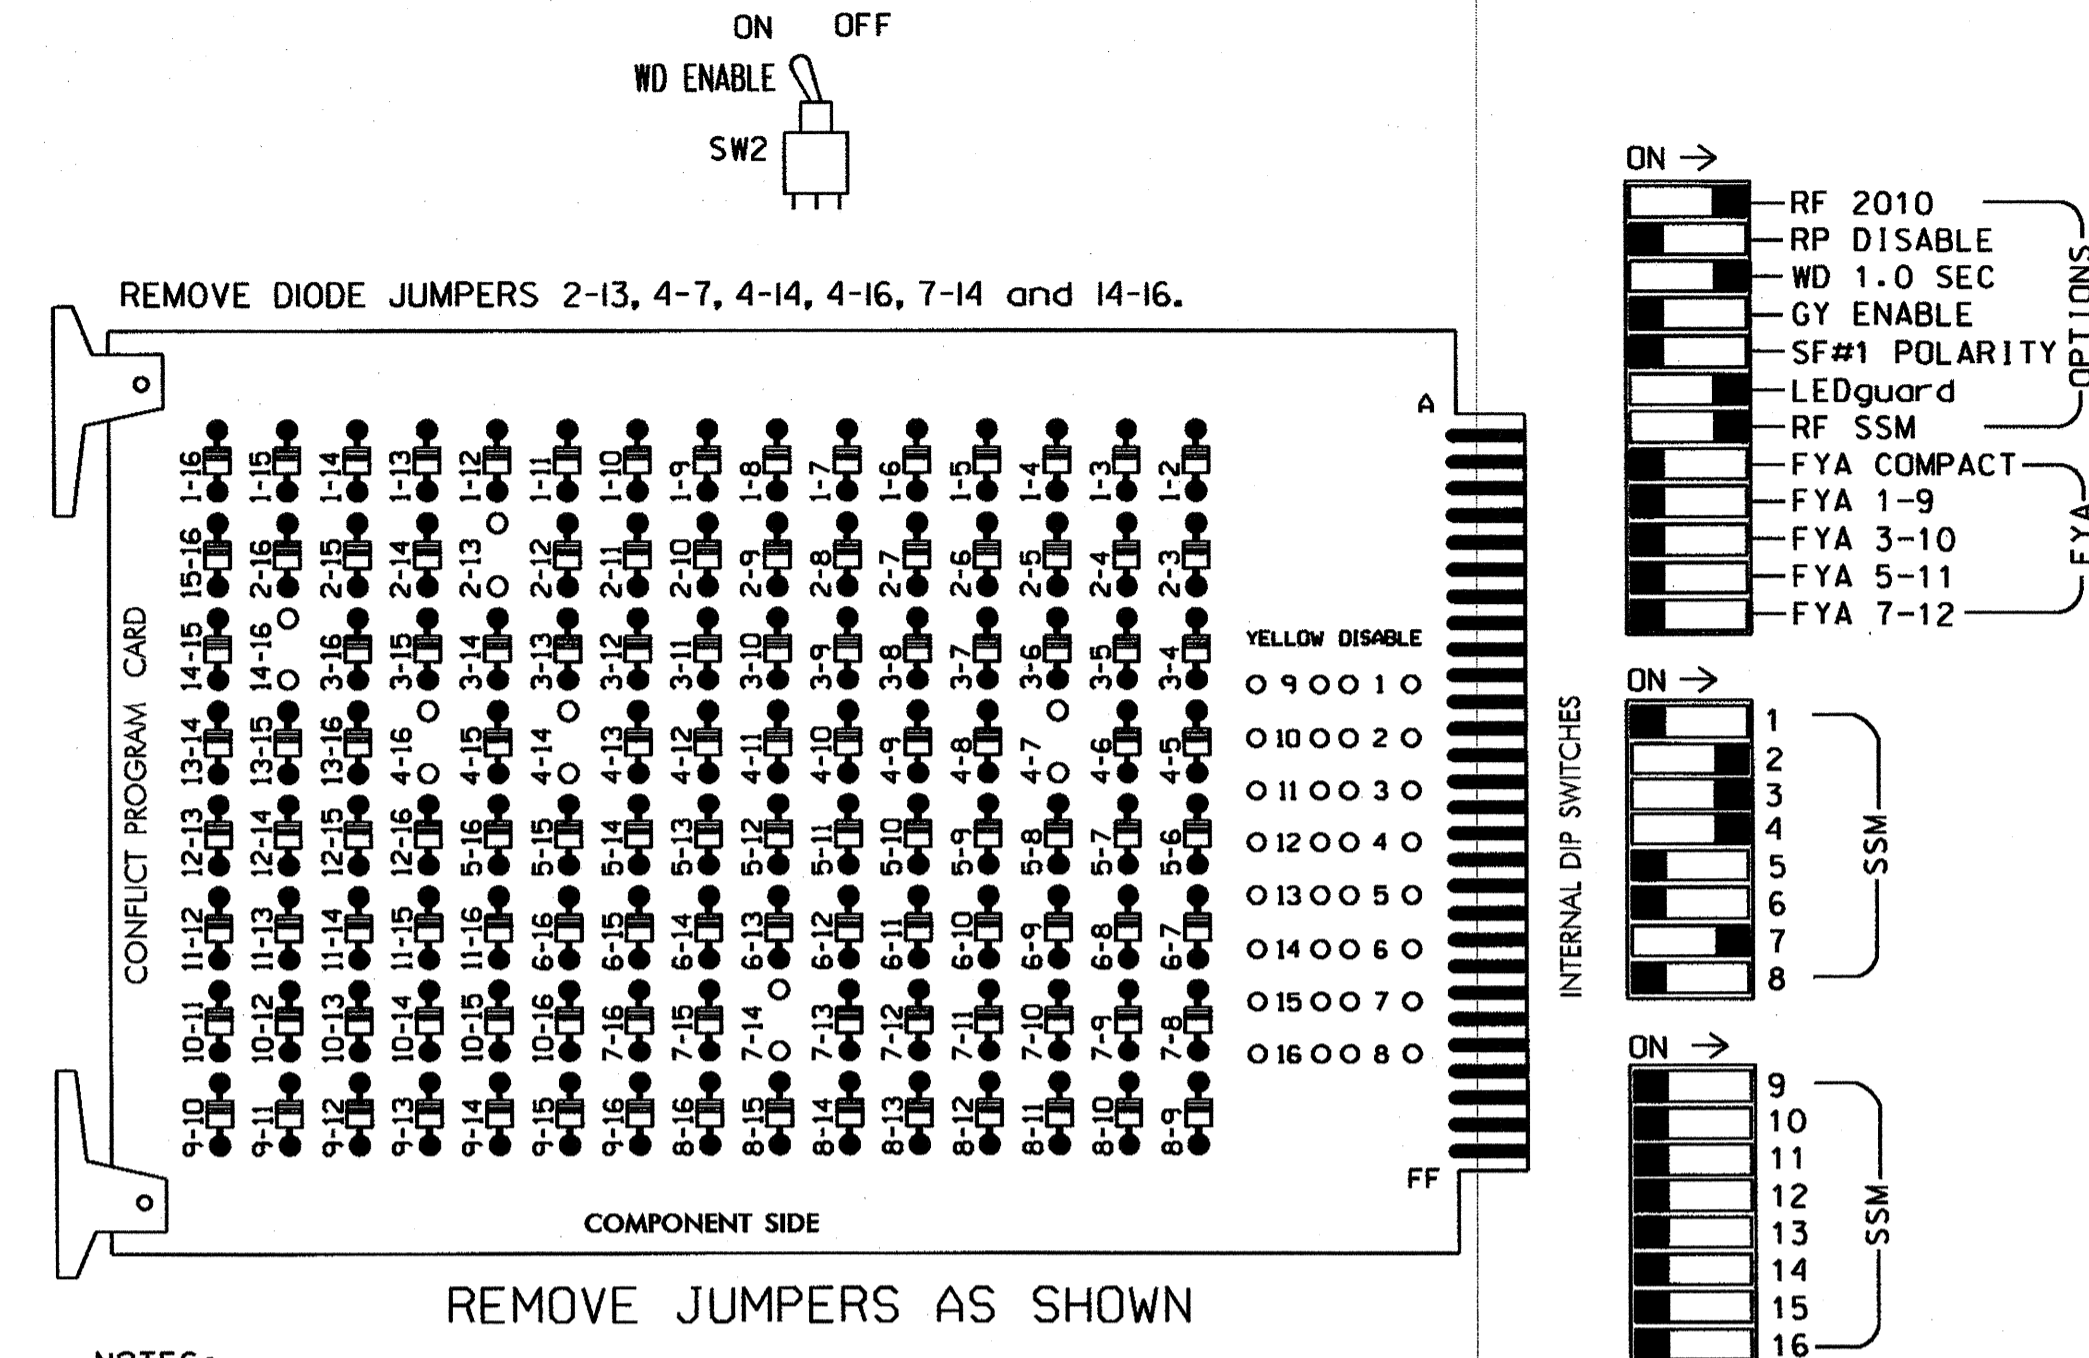 ON OFF
WD ENABLE
SW2
REMOVE DIODE JUMPERS 2-13, 4-7, 4-14, 4-16, 7-14 and 14-16.
A
1-16 1-15 1-14 1-13 1-12 1-11 1-10 1-9 1-8 1-7 1-6 1-5 1-4 1-3 1-2
15-16 2-16 2-15 2-14 2-13 2-12 2-11 2-10 2-9 2-8 2-7 2-6 2-5 2-4 2-3
14-15 14-16 3-16 3-15 3-14 3-13 3-12 3-11 3-10 3-9 3-8 3-7 3-6 3-5 3-4
13-14 13-15 13-16 4-16 4-15 4-14 4-13 4-12 4-11 4-10 4-9 4-8 4-7 4-6 4-5
12-13 12-14 12-15 12-16 5-16 5-15 5-14 5-13 5-12 5-11 5-10 5-9 5-8 5-7 5-6
11-12 11-13 11-14 11-15 11-16 6-16 6-15 6-14 6-13 6-12 6-11 6-10 6-9 6-8 6-7
10-11 10-12 10-13 10-14 10-15 10-16 7-16 7-15 7-14 7-13 7-12 7-11 7-10 7-9 7-8
9-10 9-11 9-12 9-13 9-14 9-15 9-16 8-16 8-15 8-14 8-13 8-12 8-11 8-10 8-9
CONFLICT PROGRAM CARD
YELLOW DISABLE
9 1
10 2
11 3
12 4
13 5
14 6
15 7
16 8
FF
COMPONENT SIDE
REMOVE JUMPERS AS SHOWN
NOTES:
INTERNAL DIP SWITCHES
ON →
RF 2010
RP DISABLE
WD 1.0 SEC
GY ENABLE
SF#1 POLARITY
LEDguard
RF SSM
OPTIONS
FYA COMPACT
FYA 1-9
FYA 3-10
FYA 5-11
FYA 7-12
FYA
ON →
1
2
3
4
5
6
7
8
SSM
ON →
9
10
11
12
13
14
15
16
SSM